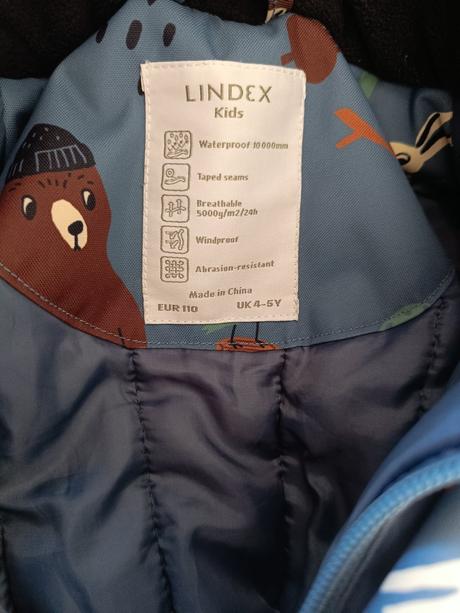 LINDEX
Kids
Waterproof 10 000mm
Taped seams
Breathable
5000g/m2/24h
Windproof
Abrasion-resistant
Made in China
EUR 110 UK 4-5Y